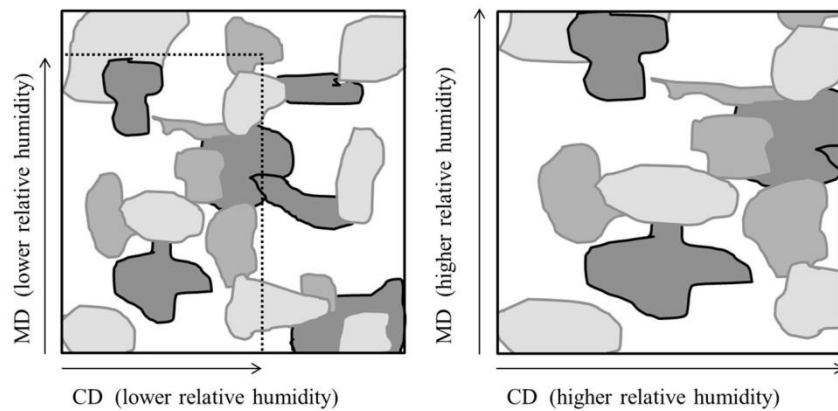 MD (lower relative humidity)
CD (lower relative humidity)
MD (higher relative humidity)
CD (higher relative humidity)